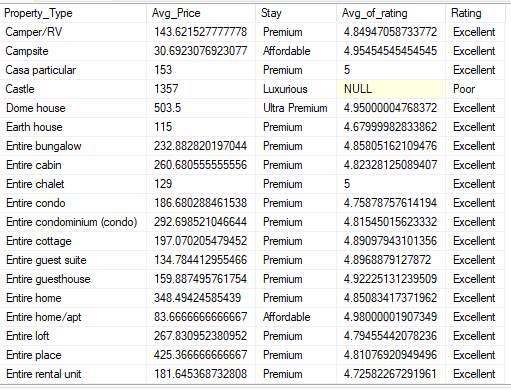 Property_Type Avg_Price Stay Avg_of_rating Rating
Camper/RV 143.621527777778 Premium 4.84947058733772 Excellent
Campsite 30.6923076923077 Affordable 4.95454545454545 Excellent
Casa particular 153 Premium 5 Excellent
Castle 1357 Luxurious NULL Poor
Dome house 503.5 Ultra Premium 4.95000004768372 Excellent
Earth house 115 Premium 4.67999982833862 Excellent
Entire bungalow 232.882820197044 Premium 4.85805162109476 Excellent
Entire cabin 260.680555555556 Premium 4.82328125089407 Excellent
Entire chalet 129 Premium 5 Excellent
Entire condo 186.680288461538 Premium 4.75878757614194 Excellent
Entire condominium (condo) 292.698521046644 Premium 4.81545015623332 Excellent
Entire cottage 197.070205479452 Premium 4.89097943101356 Excellent
Entire guest suite 134.784412955466 Premium 4.8968879127872 Excellent
Entire guesthouse 159.887495761754 Premium 4.92225131239509 Excellent
Entire home 348.49424585439 Premium 4.85083417371962 Excellent
Entire home/apt 83.6666666666667 Affordable 4.98000001907349 Excellent
Entire loft 267.830952380952 Premium 4.79455442078236 Excellent
Entire place 425.366666666667 Premium 4.81076920949496 Excellent
Entire rental unit 181.645368732808 Premium 4.72582267291961 Excellent